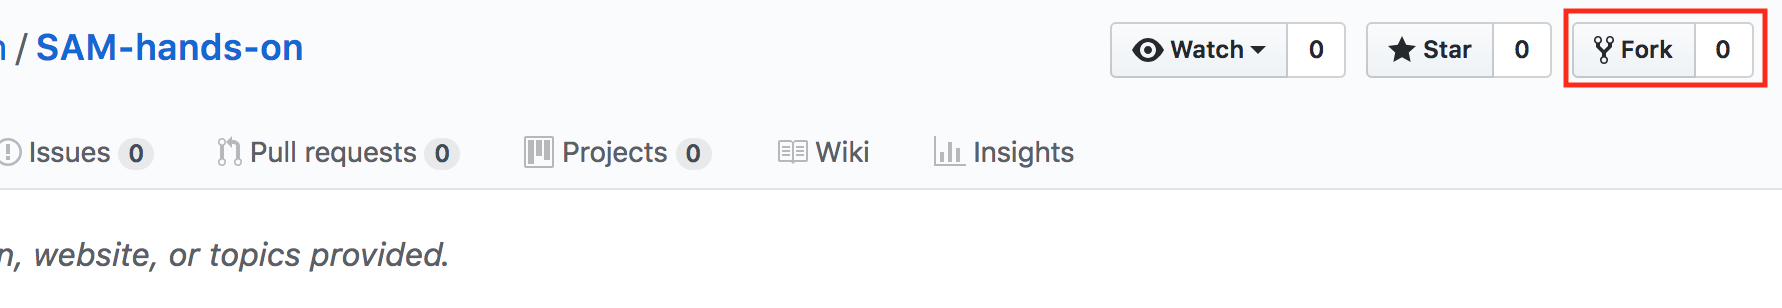 / SAM-hands-on Watch 0 Star 0 Fork 0
Issues 0 Pull requests 0 Projects 0 Wiki Insights
website, or topics provided.